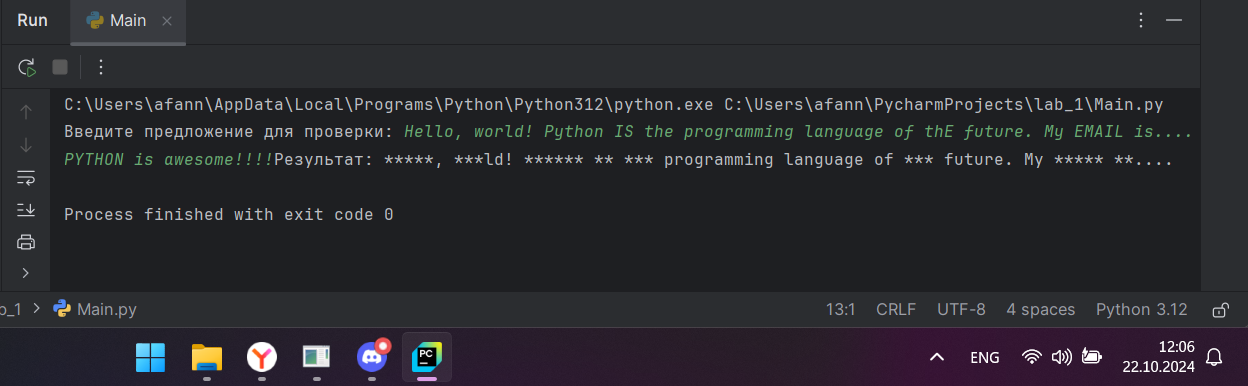 Run Main
C:\Users\afann\AppData\Local\Programs\Python\Python312\python.exe C:\Users\afann\PycharmProjects\lab_1\Main.py
Введите предложение для проверки: Hello, world! Python IS the programming language of thE future. My EMAIL is....
PYTHON is awesome!!!!Результат: *****, ***ld! ****** ** *** programming language of *** future. My ***** **....
Process finished with exit code 0
b_1 > Main.py 13:1 CRLF UTF-8 4 spaces Python 3.12
PC ENG 12:06
22.10.2024